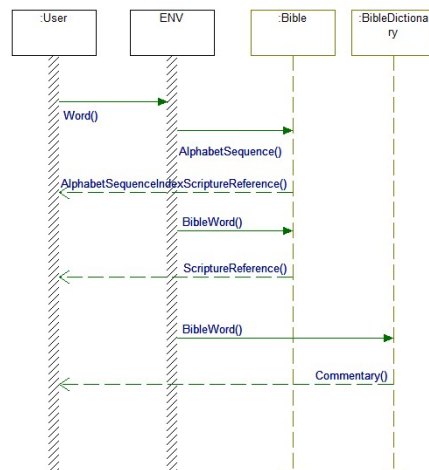 :User
ENV
:Bible
:BibleDictiona
ry
Word()
AlphabetSequence()
AlphabetSequenceIndexScriptureReference()
BibleWord()
ScriptureReference()
BibleWord()
Commentary()